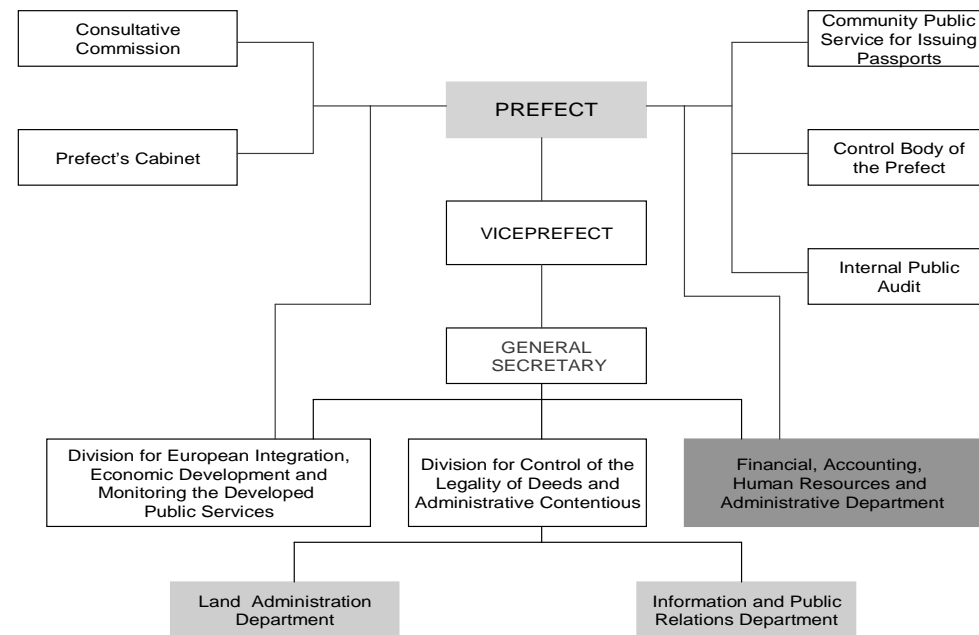 Consultative
Commission
Community Public
Service for Issuing
Passports
PREFECT
Prefect's Cabinet
Control Body of
the Prefect
VICEPREFECT
Internal Public
Audit
GENERAL
SECRETARY
Division for European Integration,
Economic Development and
Monitoring the Developed
Public Services
Division for Control of the
Legality of Deeds and
Administrative Contentious
Financial, Accounting,
Human Resources and
Administrative Department
Land Administration
Department
Information and Public
Relations Department